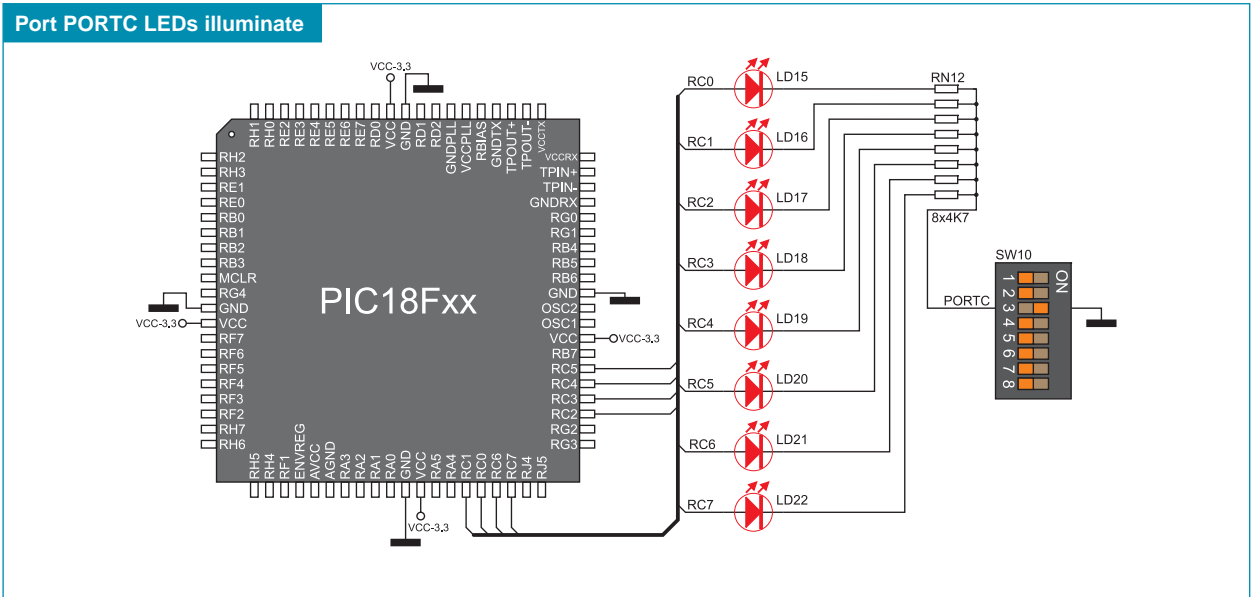 Port PORTC LEDs illuminate
VCC-3.3
RH1
RH0
RE2
RE3
RE4
RE5
RE6
RE7
RD0
VCC
GND
RD1
RD2
GNDPLL
VCCPLL
RBIAS
GNDTX
TPOUT+
TPOUT-
VCCTX
RH2
RH3
RE1
RE0
RB0
RB1
RB2
RB3
MCLR
RG4
GND
VCC
RF7
RF6
RF5
RF4
RF3
RF2
RH7
RH6
VCC-3.3
PIC18Fxx
VCCRX
TPIN+
TPIN-
GNDRX
RG0
RG1
RB4
RB5
RB6
GND
OSC2
OSC1
VCC
RB7
RC5
RC4
RC3
RC2
RG2
RG3
VCC-3.3
RH5
RH4
RF1
ENVREG
AVCC
AGND
RA3
RA2
RA1
RA0
GND
VCC
RA5
RA4
RC1
RC0
RC6
RC7
RJ4
RJ5
VCC-3.3
RC0
LD15
RC1
LD16
RC2
LD17
RC3
LD18
RC4
LD19
RC5
LD20
RC6
LD21
RC7
LD22
RN12
8x4K7
SW10
PORTC
ON
1
2
3
4
5
6
7
8